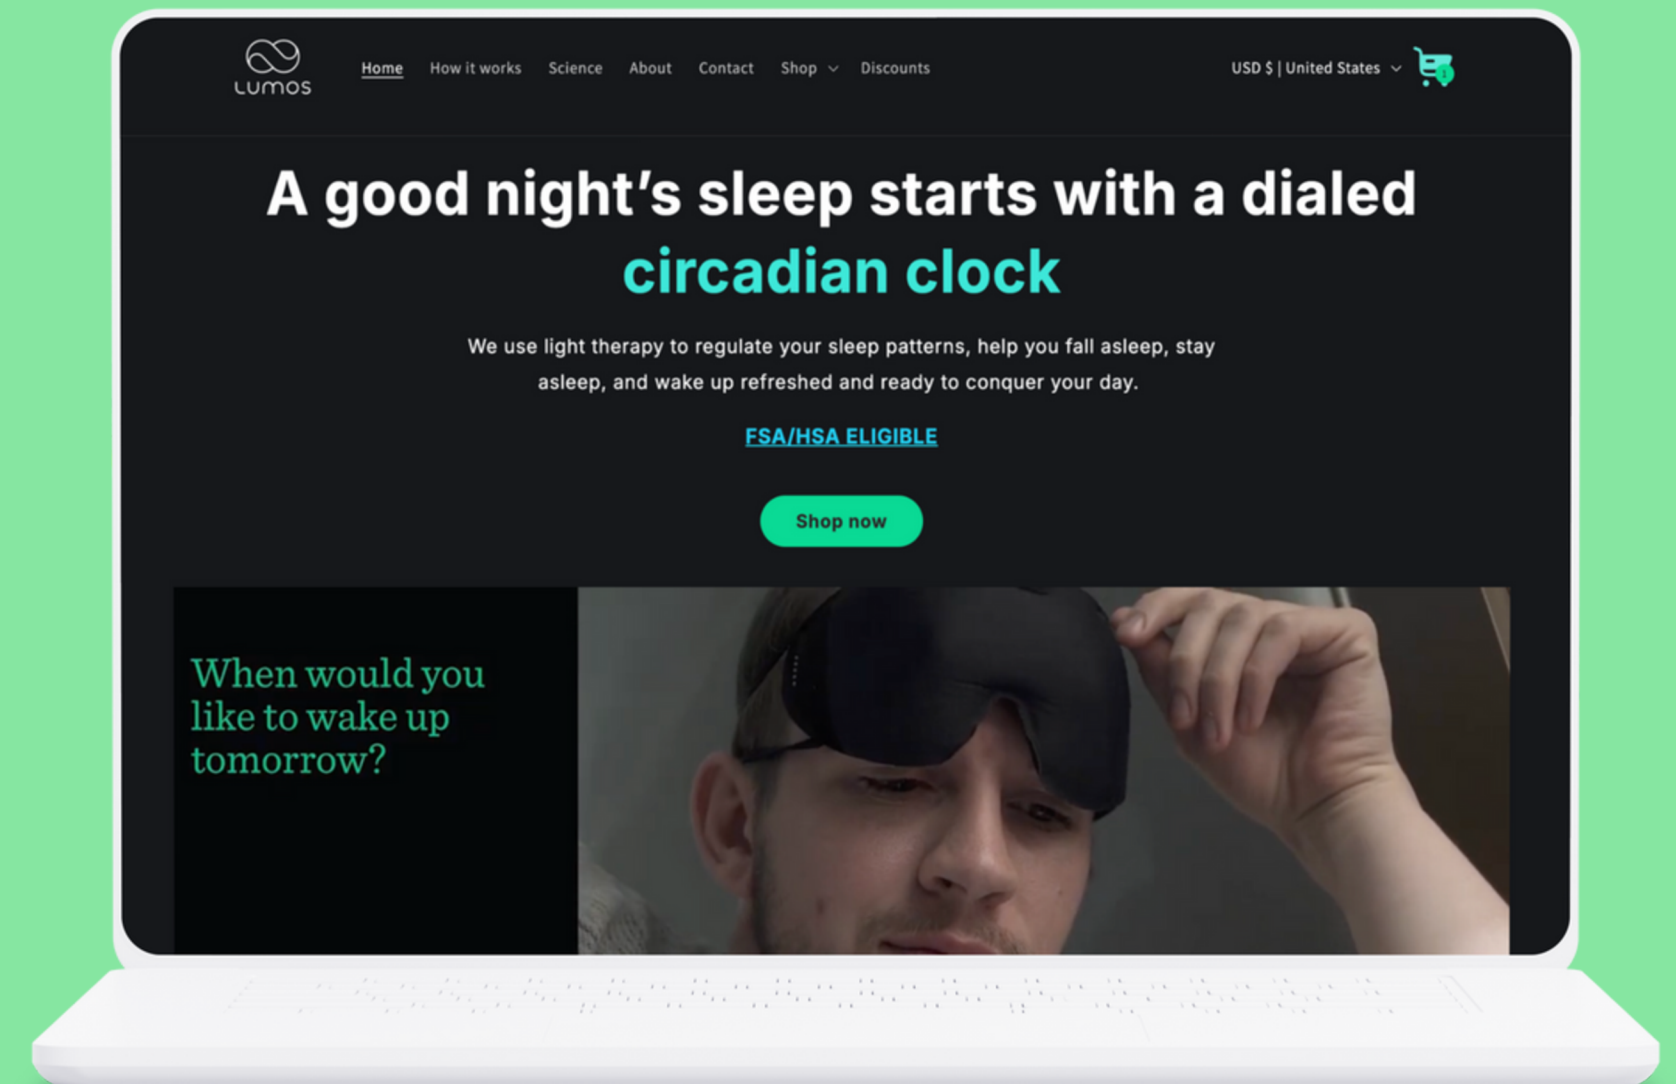 LUMOS
Home How it works Science About Contact Shop Discounts
USD $ | United States
1
A good night’s sleep starts with a dialed
circadian clock
We use light therapy to regulate your sleep patterns, help you fall asleep, stay
asleep, and wake up refreshed and ready to conquer your day.
FSA/HSA ELIGIBLE
Shop now
When would you
like to wake up
tomorrow?